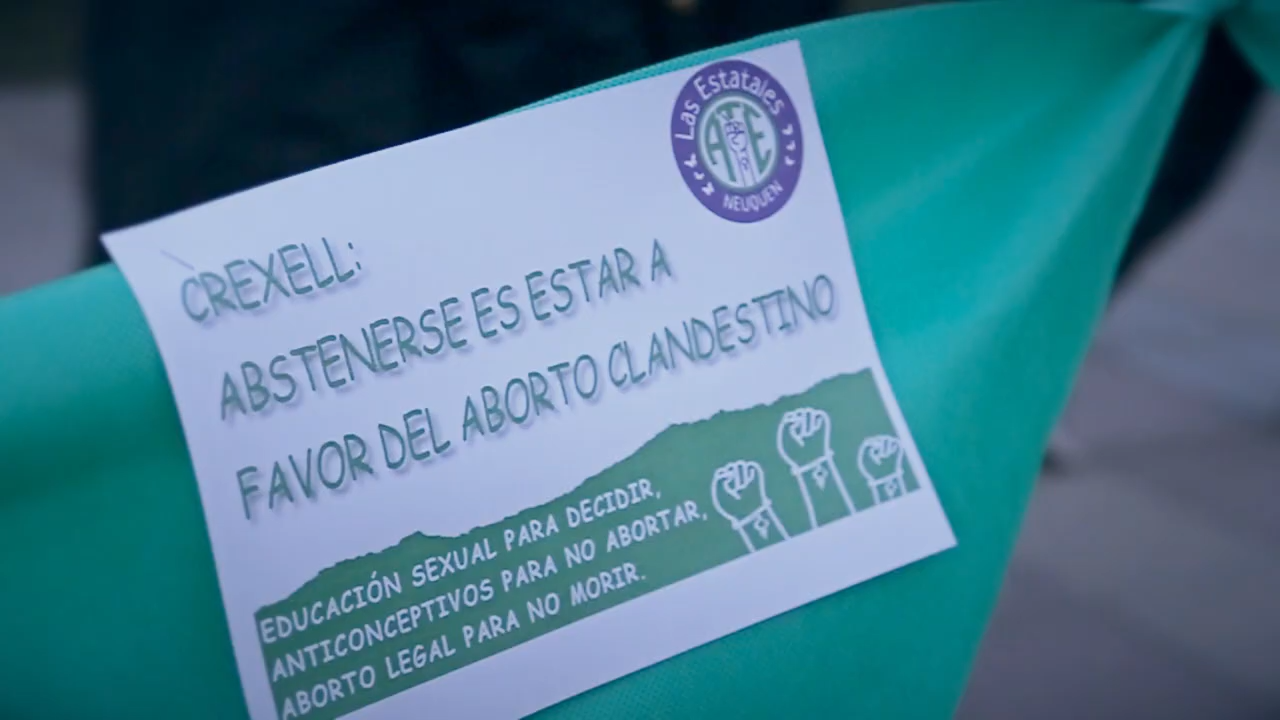 Las Estatales
ATE
NEUQUEN
CREXELL:
ABSTENERSE ES ESTAR A
FAVOR DEL ABORTO CLANDESTINO
EDUCACIÓN SEXUAL PARA DECIDIR,
ANTICONCEPTIVOS PARA NO ABORTAR,
ABORTO LEGAL PARA NO MORIR.